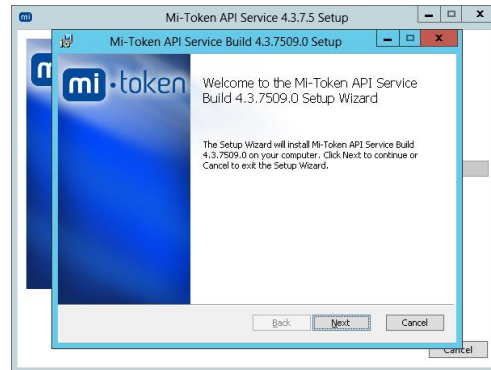 mi
Mi-Token API Service 4.3.7.5 Setup
Mi-Token API Service Build 4.3.7509.0 Setup
mi·token
Welcome to the Mi-Token API Service
Build 4.3.7509.0 Setup Wizard
The Setup Wizard will install Mi-Token API Service Build
4.3.7509.0 on your computer. Click Next to continue or
Cancel to exit the Setup Wizard.
Back Next Cancel
Cancel